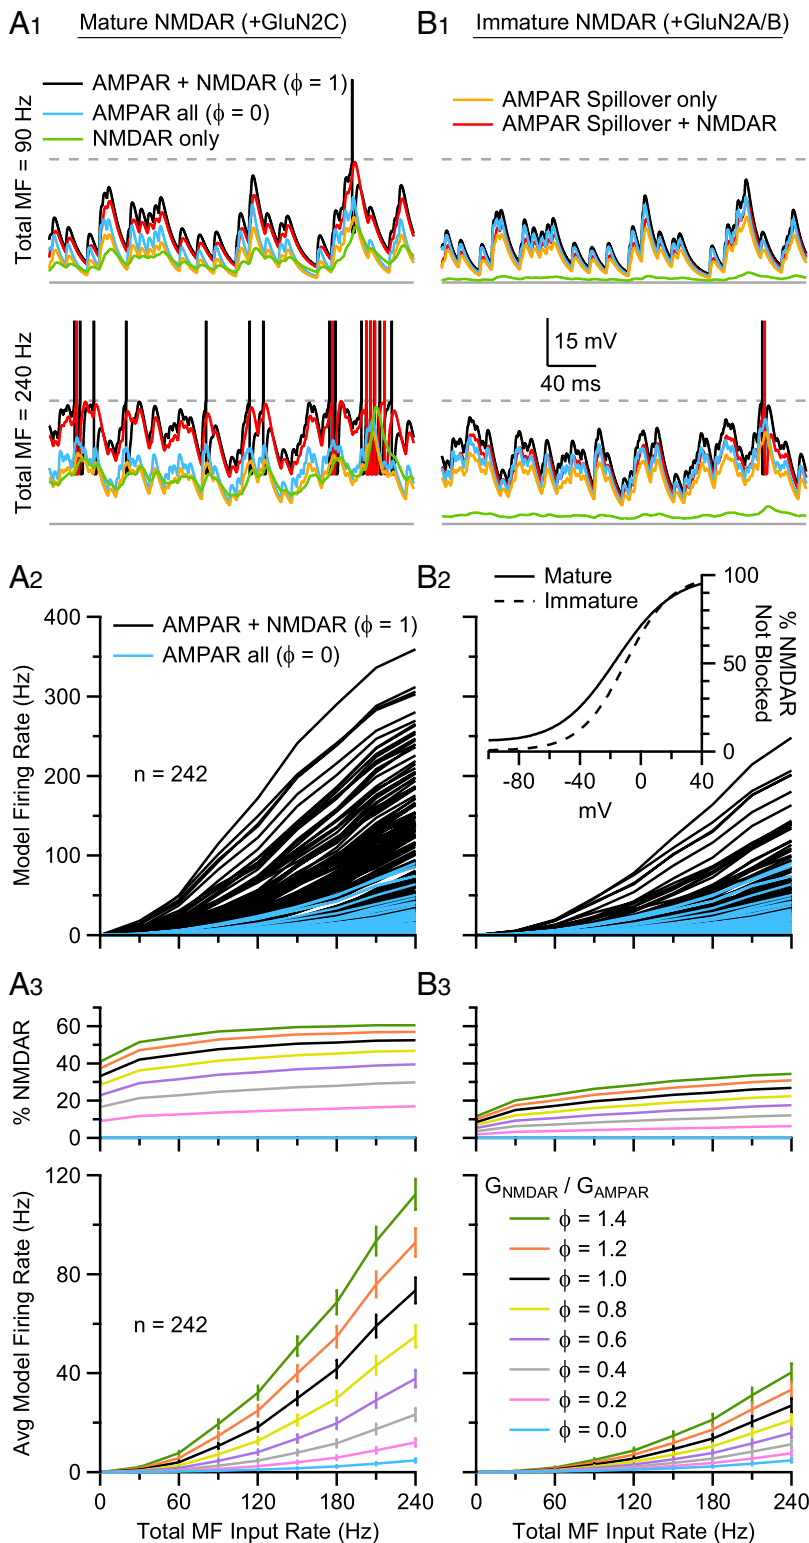 A1 Mature NMDAR (+GluN2C)
B1 Immature NMDAR (+GluN2A/B)
AMPAR + NMDAR (ϕ = 1)
AMPAR all (ϕ = 0)
NMDAR only
AMPAR Spillover only
AMPAR Spillover + NMDAR
Total MF = 90 Hz
Total MF = 240 Hz
15 mV
40 ms
A2
400
300
200
100
0
Model Firing Rate (Hz)
AMPAR + NMDAR (ϕ = 1)
AMPAR all (ϕ = 0)
n = 242
B2
Mature
Immature
100
50
0
% NMDAR
Not Blocked
-80 -40 0 40
mV
A3
60
40
20
0
% NMDAR
B3
120
80
40
0
Avg Model Firing Rate (Hz)
n = 242
0 60 120 180 240
Total MF Input Rate (Hz)
GNMDAR / GAMPAR
ϕ = 1.4
ϕ = 1.2
ϕ = 1.0
ϕ = 0.8
ϕ = 0.6
ϕ = 0.4
ϕ = 0.2
ϕ = 0.0
0 60 120 180 240
Total MF Input Rate (Hz)